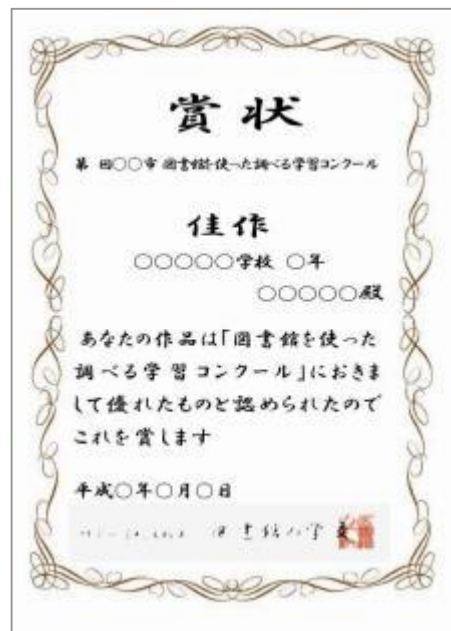 賞状
第 回○○市 図書館を使った調べる学習コンクール
佳作
○○○○○学校 ○年
○○○○○殿
あなたの作品は「図書館を使った
調べる学習コンクール」におきま
して優れたものと認められたので
これを賞します
平成○年○月○日